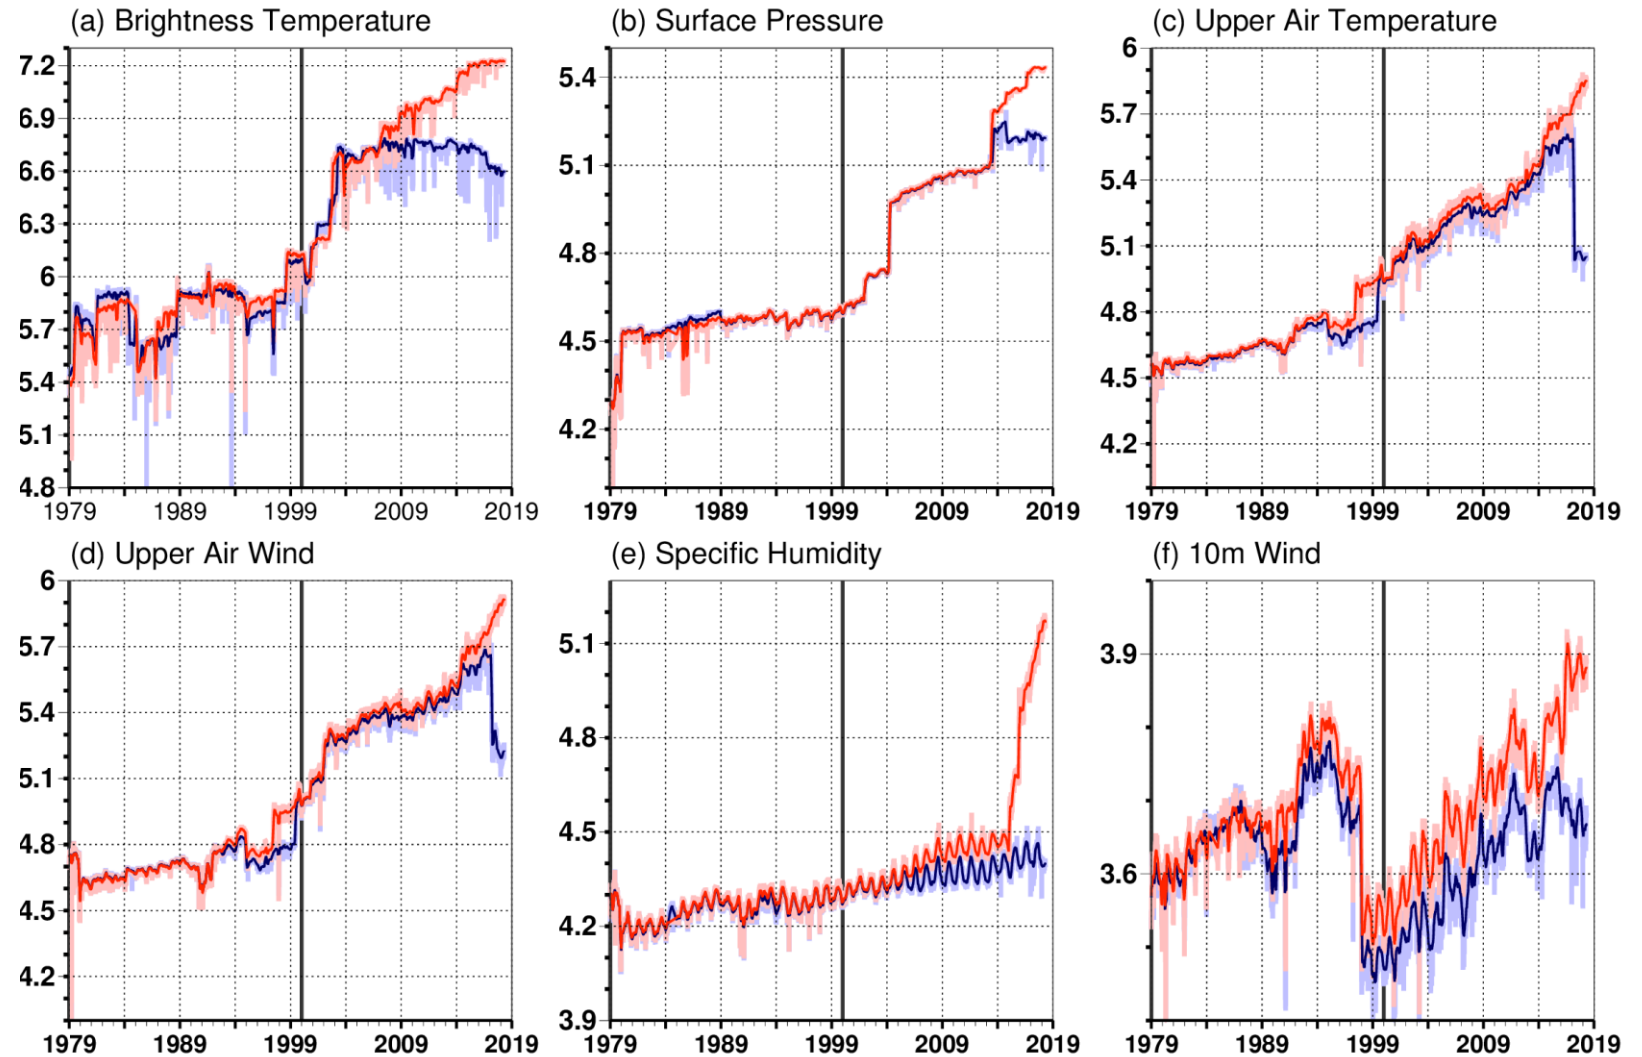 (a) Brightness Temperature
7.2
6.9
6.6
6.3
6
5.7
5.4
5.1
4.8
1979 1989 1999 2009 2019
(b) Surface Pressure
5.4
5.1
4.8
4.5
4.2
1979 1989 1999 2009 2019
(c) Upper Air Temperature
6
5.7
5.4
5.1
4.8
4.5
4.2
1979 1989 1999 2009 2019
(d) Upper Air Wind
6
5.7
5.4
5.1
4.8
4.5
4.2
1979 1989 1999 2009 2019
(e) Specific Humidity
5.1
4.8
4.5
4.2
3.9
1979 1989 1999 2009 2019
(f) 10m Wind
3.9
3.6
1979 1989 1999 2009 2019